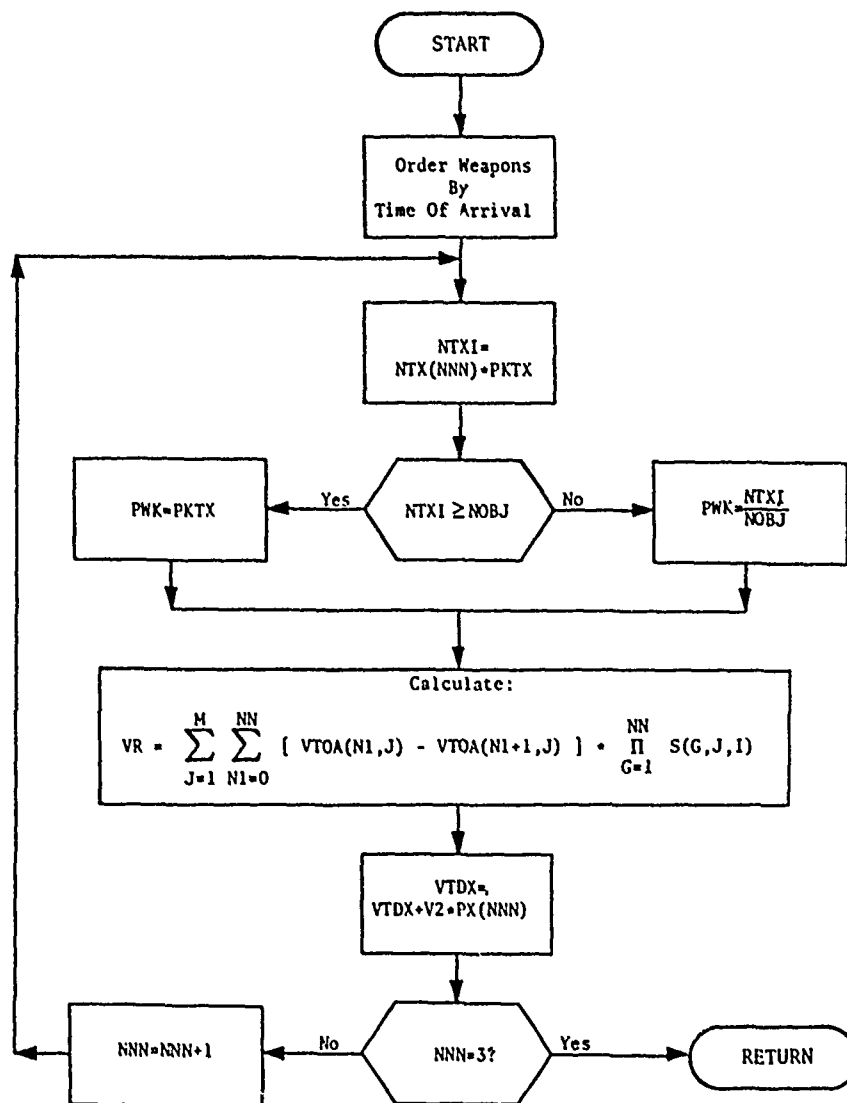 START
Order Weapons
By
Time Of Arrival
NTXI=
NTX(NNN)*PKTX
PWK=PKTX
Yes
NTXI ≥ NOBJ
No
PWK=NTXI/NOBJ
Calculate:
VR = M∑J=1 NN∑N1=0 [ VTOA(N1,J) - VTOA(N1+1,J) ] * NN∏G=1 S(G,J,I)
VTDX=,
VTDX+V2*PX(NNN)
NNN=NNN+1
No
NNN=3?
Yes
RETURN